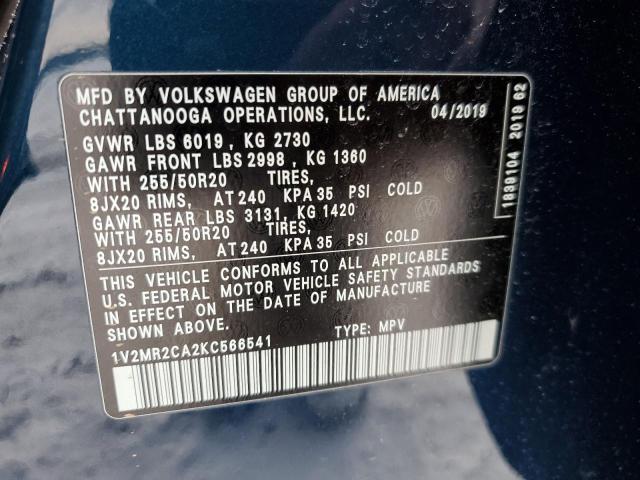 MFD BY VOLKSWAGEN GROUP OF AMERICA
CHATTANOOGA OPERATIONS, LLC. 04/2019
GVWR LBS 6019 , KG 2730
GAWR FRONT LBS 2998 , KG 1360
WITH 255/50R20 TIRES,
8JX20 RIMS, AT 240 KPA 35 PSI COLD
GAWR REAR LBS 3131, KG 1420
WITH 255/50R20 TIRES,
8JX20 RIMS, AT 240 KPA 35 PSI COLD
THIS VEHICLE CONFORMS TO ALL APPLICABLE
U.S. FEDERAL MOTOR VEHICLE SAFETY STANDARDS
IN EFFECT ON THE DATE OF MANUFACTURE
SHOWN ABOVE.
1V2MR2CA2KC566541 TYPE: MPV
1839104 2019 62